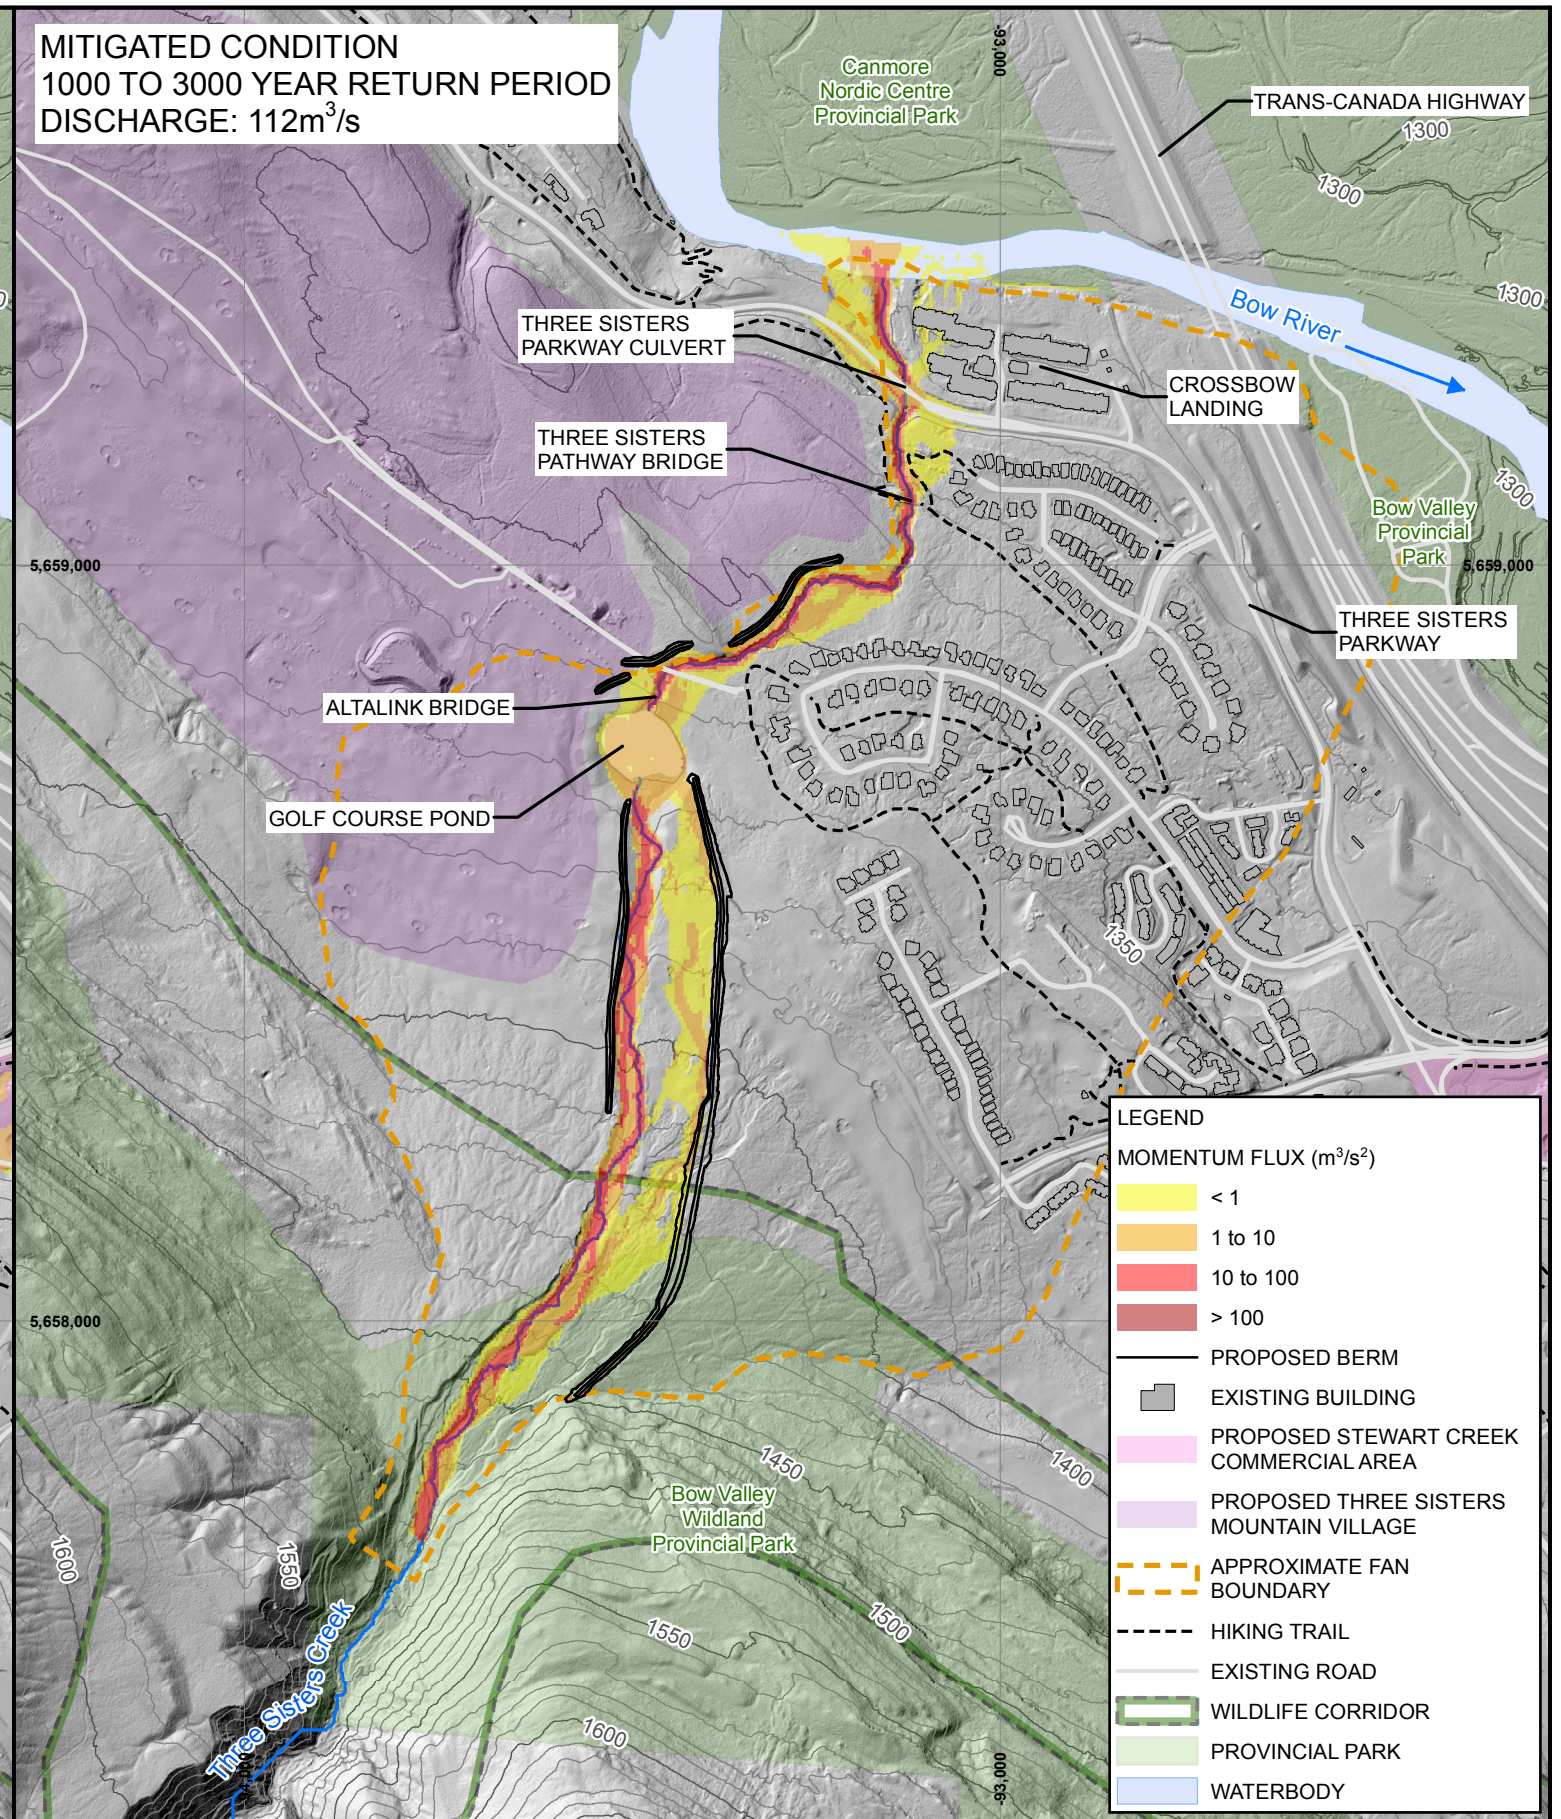 MITIGATED CONDITION
1000 TO 3000 YEAR RETURN PERIOD
DISCHARGE: 112m³/s
-93,000
Canmore
Nordic Centre
Provincial Park
TRANS-CANADA HIGHWAY
1300
1300
1300
Bow River
THREE SISTERS
PARKWAY CULVERT
CROSSBOW
LANDING
THREE SISTERS
PATHWAY BRIDGE
1300
Bow Valley
Provincial
Park
5,659,000
5,659,000
THREE SISTERS
PARKWAY
ALTALINK BRIDGE
GOLF COURSE POND
1350
5,658,000
1450
1400
Bow Valley
Wildland
Provincial Park
1600
1550
1500
1550
Three Sisters Creek
1600
-93,000
LEGEND
MOMENTUM FLUX (m³/s²)
< 1
1 to 10
10 to 100
> 100
PROPOSED BERM
EXISTING BUILDING
PROPOSED STEWART CREEK
COMMERCIAL AREA
PROPOSED THREE SISTERS
MOUNTAIN VILLAGE
APPROXIMATE FAN
BOUNDARY
HIKING TRAIL
EXISTING ROAD
WILDLIFE CORRIDOR
PROVINCIAL PARK
WATERBODY